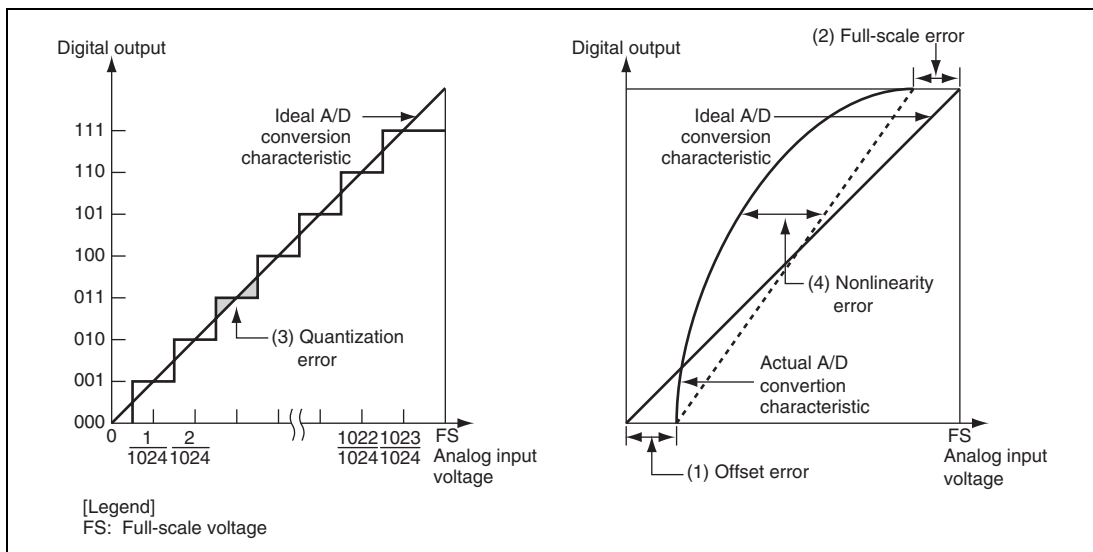 Digital output
Ideal A/D
conversion
characteristic
111
110
101
100
011
010
001
000
(3) Quantization
error
0
1
1024
2
1024
1022
1024
1023
1024
FS
Analog input
voltage
[Legend]
FS: Full-scale voltage
Digital output
(2) Full-scale error
Ideal A/D
conversion
characteristic
(4) Nonlinearity
error
Actual A/D
convertion
characteristic
FS
Analog input
voltage
(1) Offset error